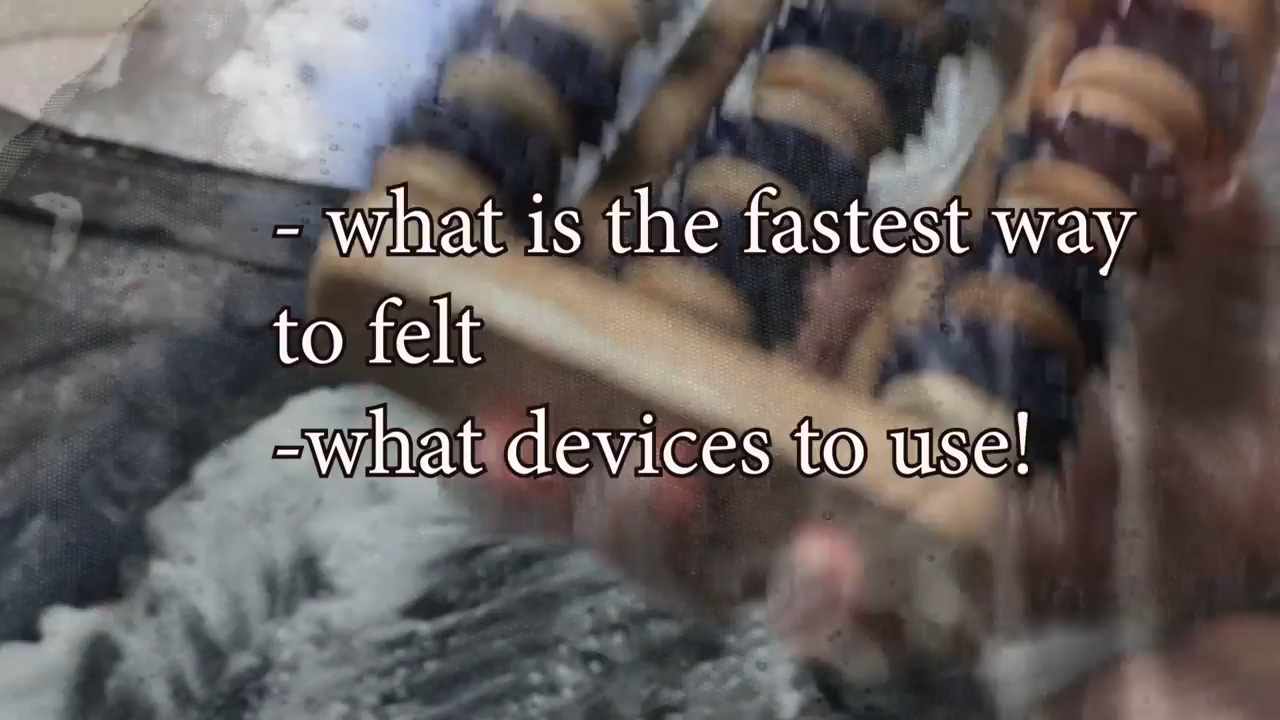 - what is the fastest way
to felt
-what devices to use!